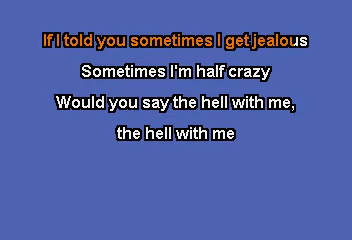 If I told you sometimes I get jealous
Sometimes I'm half crazy
Would you say the hell with me,
the hell with me